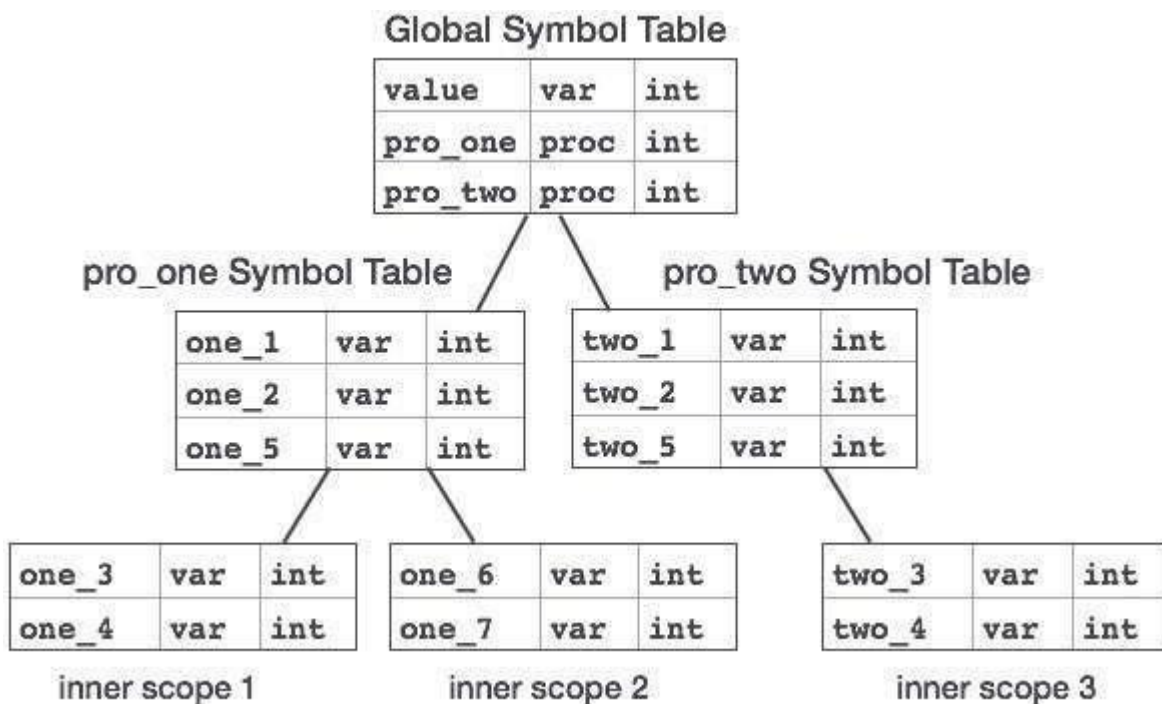 Global Symbol Table
value var int
pro_one proc int
pro_two proc int
pro_one Symbol Table
one_1 var int
one_2 var int
one_5 var int
pro_two Symbol Table
two_1 var int
two_2 var int
two_5 var int
one_3 var int
one_4 var int
inner scope 1
one_6 var int
one_7 var int
inner scope 2
two_3 var int
two_4 var int
inner scope 3